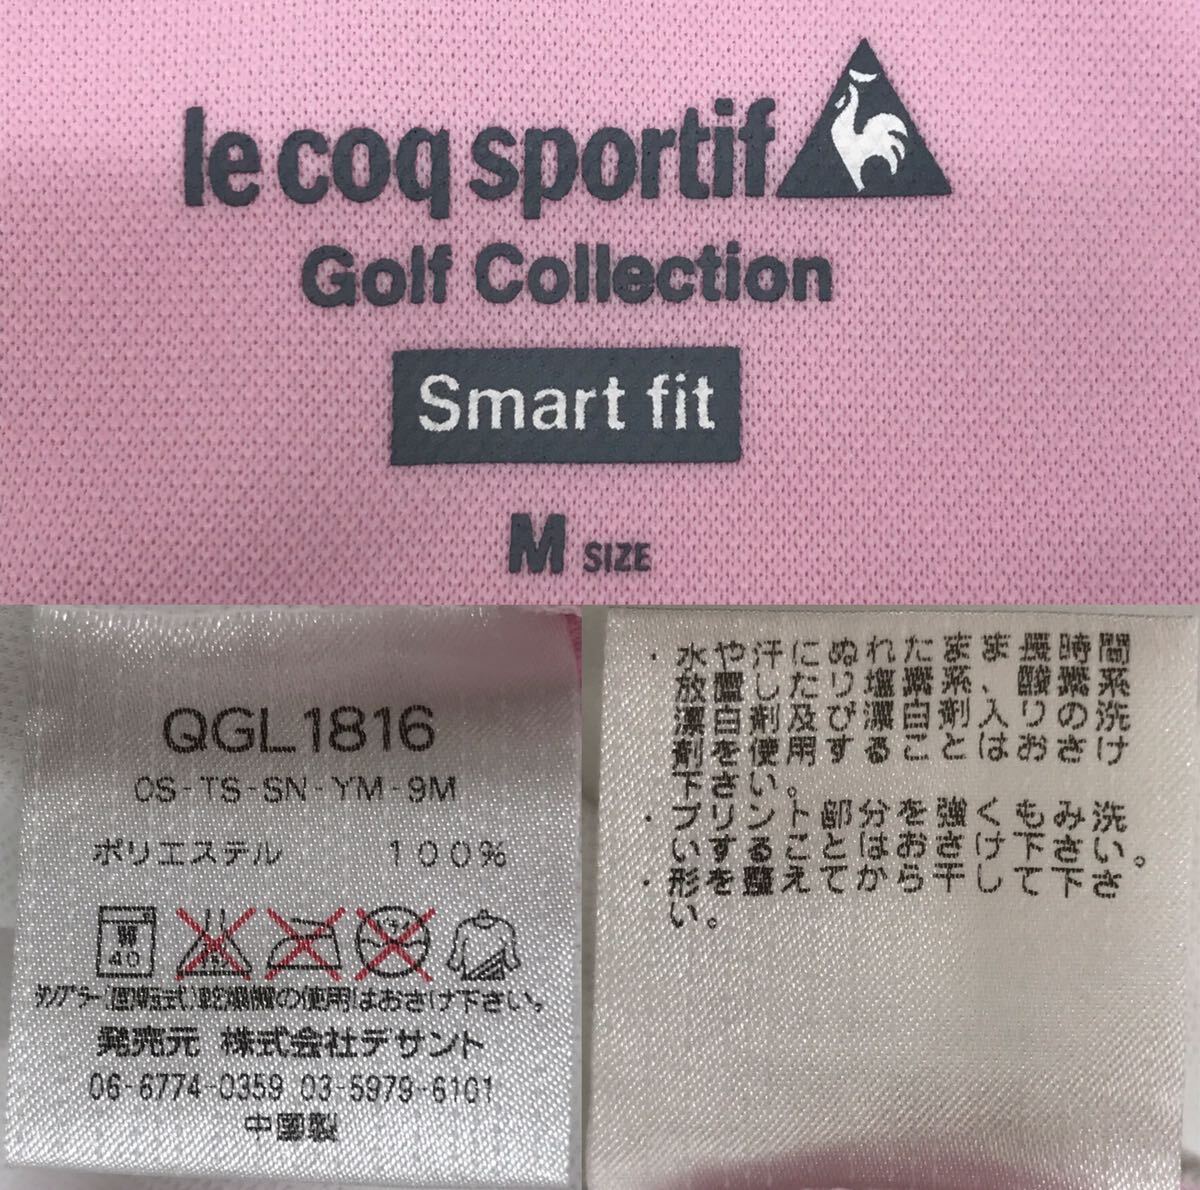 le coq sportif
Golf Collection
Smart fit
M SIZE
QGL1816
OS-TS-SN-YM-9M
ポリエステル 100%
40
タンブラー(回転式)乾燥機の使用はおさけ下さい。
発売元 株式会社デサント
06-6774-0359 03-5979-6101
中国製
・水や汗にぬれたまま長時間
放置したり塩素系、酸素系
漂白剤及び漂白剤入りの洗
剤を使用することはおさけ
下さい。
・プリント部分を強くもみ洗
いすることはおさけ下さい。
・形を整えてから干して下さ
い。